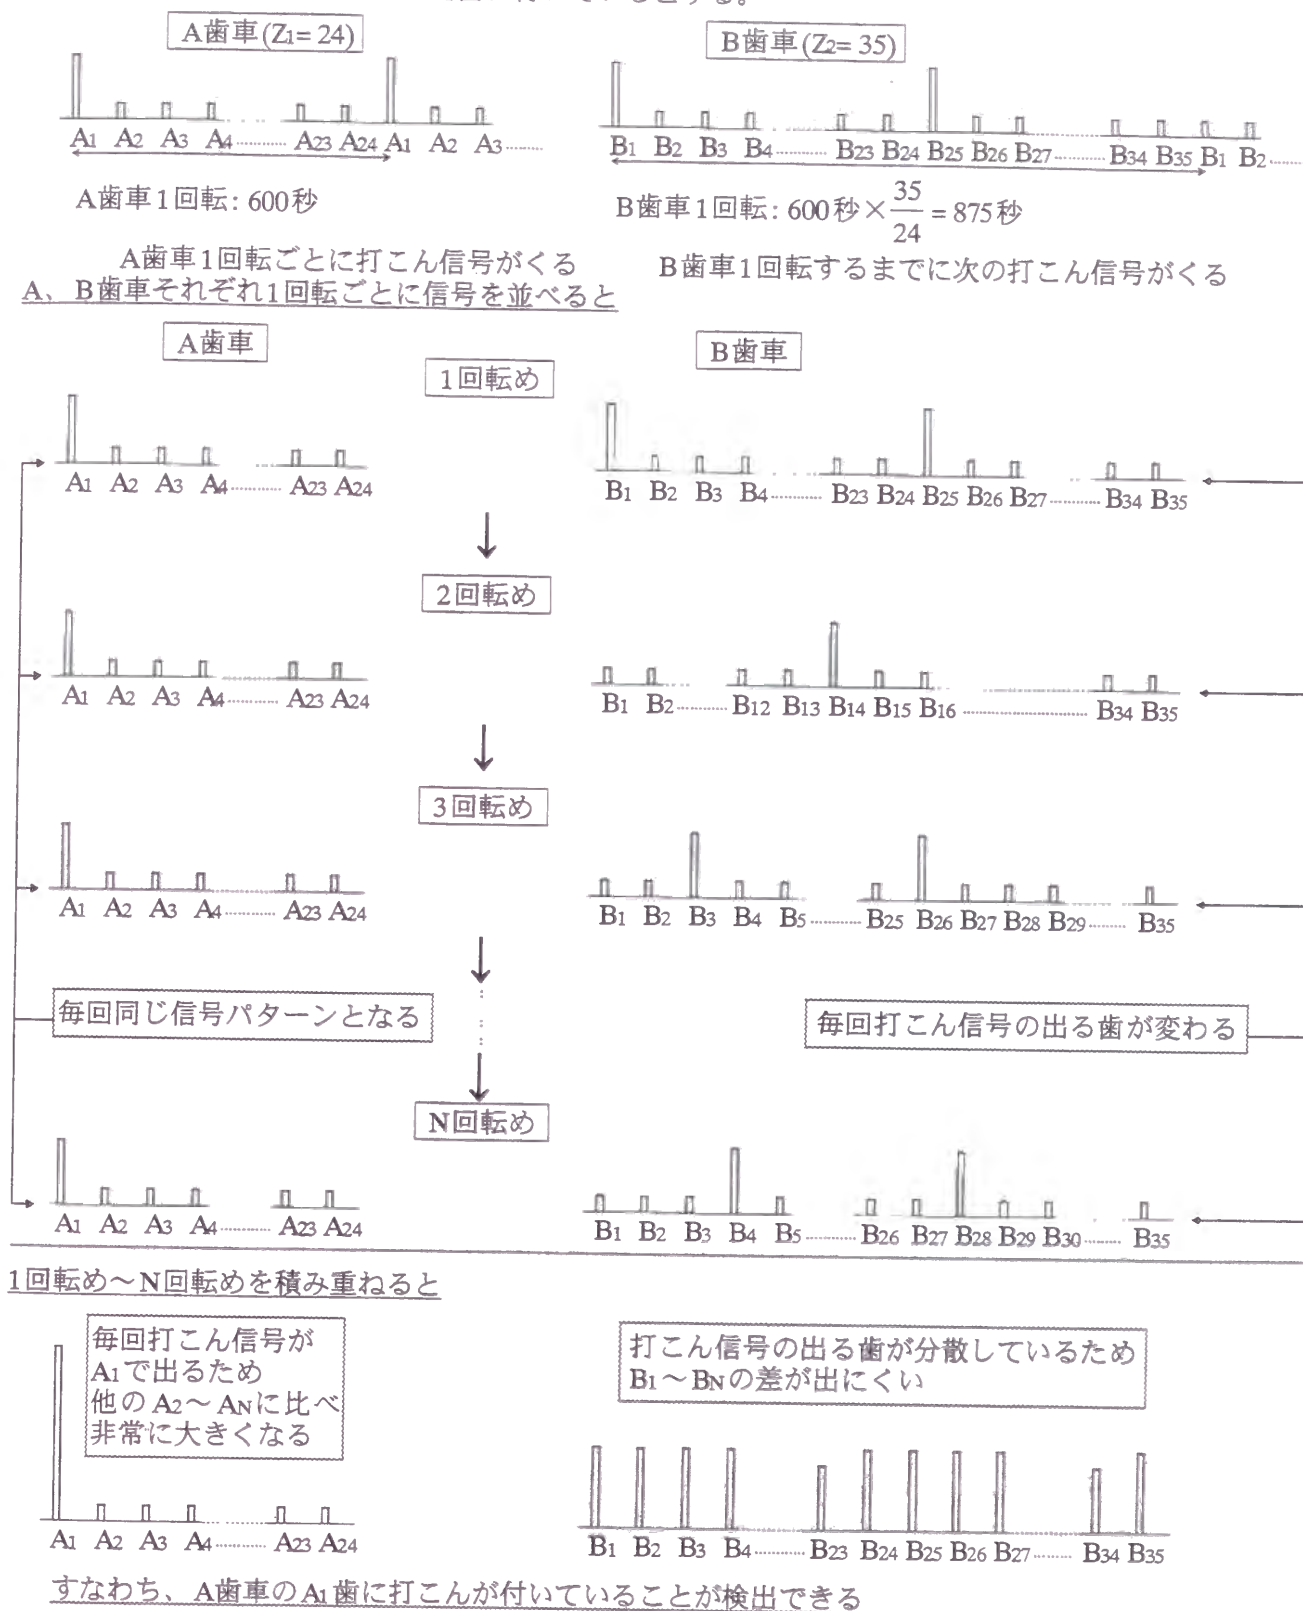 A歯車(Z1=24)
B歯車(Z2=35)
A1 A2 A3 A4 ............ A23 A24 A1 A2 A3 ........
B1 B2 B3 B4 ............ B23 B24 B25 B26 B27 ............ B34 B35 B1 B2 ........
A歯車1回転: 600秒
B歯車1回転: 600秒×35/24=875秒
A歯車1回転ごとに打こん信号がくる
B歯車1回転するまでに次の打こん信号がくる
A、B歯車それぞれ1回転ごとに信号を並べると
A歯車
B歯車
1回転め
A1 A2 A3 A4 ............ A23 A24
B1 B2 B3 B4 ............ B23 B24 B25 B26 B27 ............ B34 B35
2回転め
A1 A2 A3 A4 ............ A23 A24
B1 B2 ............ B12 B13 B14 B15 B16 ............ B34 B35
3回転め
A1 A2 A3 A4 ............ A23 A24
B1 B2 B3 B4 B5 ............ B25 B26 B27 B28 B29 ........ B35
毎回同じ信号パターンとなる
毎回打こん信号の出る歯が変わる
N回転め
A1 A2 A3 A4 ............ A23 A24
B1 B2 B3 B4 B5 ............ B26 B27 B28 B29 B30 ........ B35
1回転め～N回転めを積み重ねると
毎回打こん信号が
A1で出るため
他のA2～ANに比べ
非常に大きくなる
打こん信号の出る歯が分散しているため
B1～BNの差が出にくい
A1 A2 A3 A4 ............ A23 A24
B1 B2 B3 B4 ............ B23 B24 B25 B26 B27 ........ B34 B35
すなわち、A歯車のA1歯に打こんが付いていることが検出できる